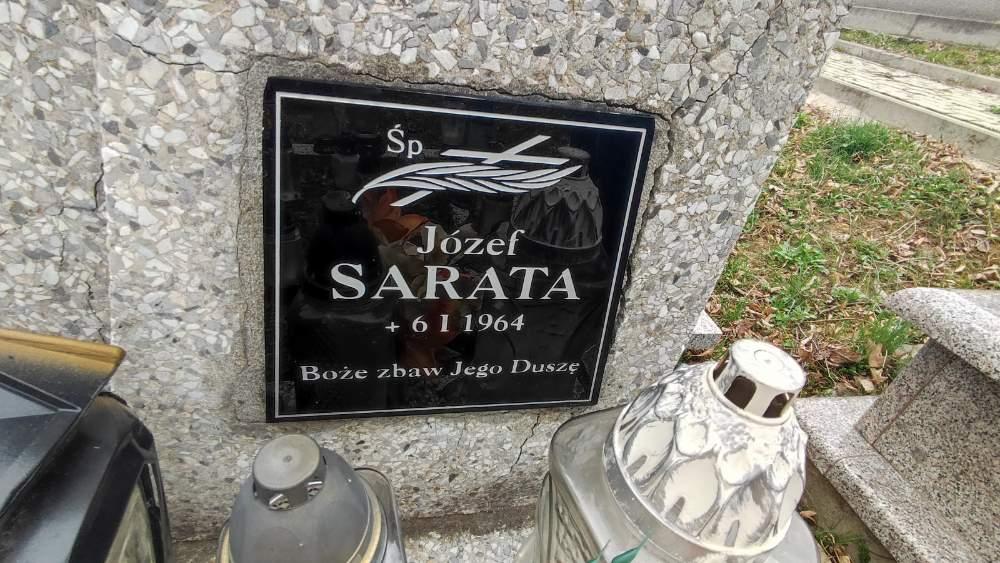 Śp
Józef
SARATA
+ 6 I 1964
Boże zbaw Jego Duszę